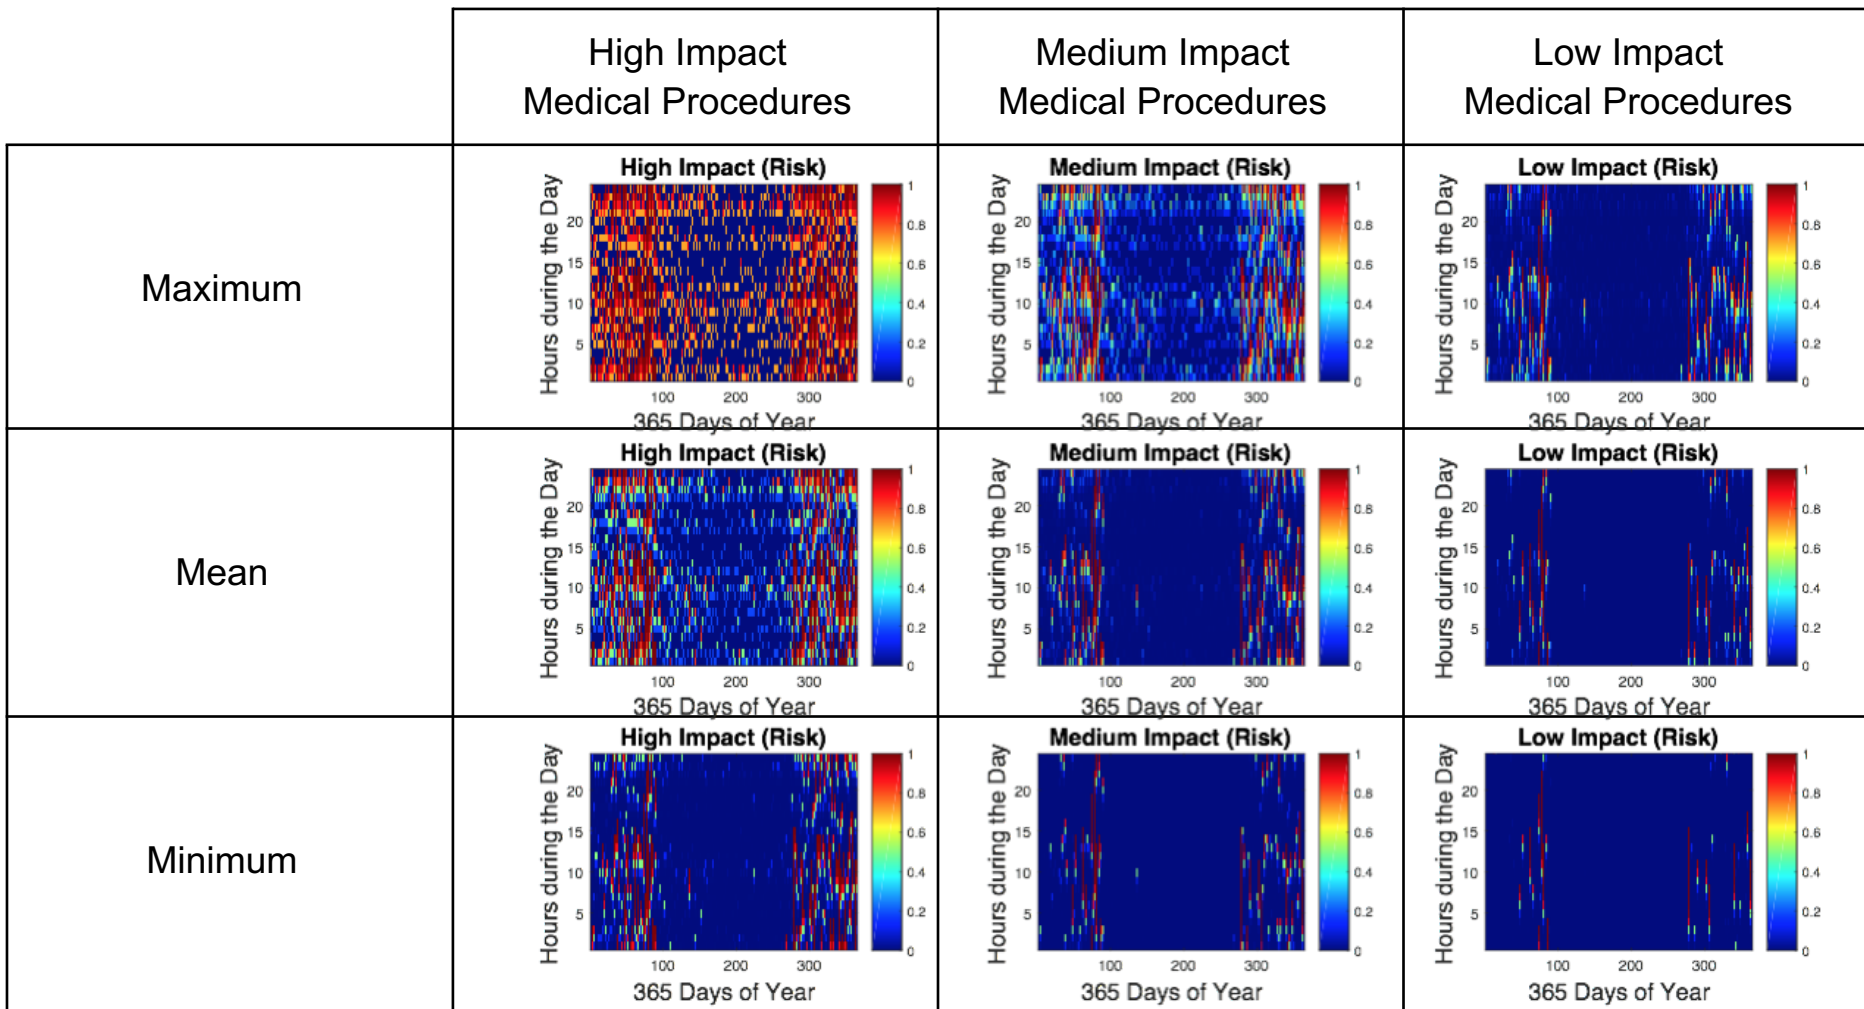 High Impact
Medical Procedures
Medium Impact
Medical Procedures
Low Impact
Medical Procedures
Maximum
High Impact (Risk)
Hours during the Day
20
15
10
5
100 200 300
365 Days of Year
1
0.8
0.6
0.4
0.2
0
Medium Impact (Risk)
Hours during the Day
20
15
10
5
100 200 300
365 Days of Year
1
0.8
0.6
0.4
0.2
0
Low Impact (Risk)
Hours during the Day
20
15
10
5
100 200 300
365 Days of Year
1
0.8
0.6
0.4
0.2
0
Mean
High Impact (Risk)
Hours during the Day
20
15
10
5
100 200 300
365 Days of Year
1
0.8
0.6
0.4
0.2
0
Medium Impact (Risk)
Hours during the Day
20
15
10
5
100 200 300
365 Days of Year
1
0.8
0.6
0.4
0.2
0
Low Impact (Risk)
Hours during the Day
20
15
10
5
100 200 300
365 Days of Year
1
0.8
0.6
0.4
0.2
0
Minimum
High Impact (Risk)
Hours during the Day
20
15
10
5
100 200 300
365 Days of Year
1
0.8
0.6
0.4
0.2
0
Medium Impact (Risk)
Hours during the Day
20
15
10
5
100 200 300
365 Days of Year
1
0.8
0.6
0.4
0.2
0
Low Impact (Risk)
Hours during the Day
20
15
10
5
100 200 300
365 Days of Year
1
0.8
0.6
0.4
0.2
0